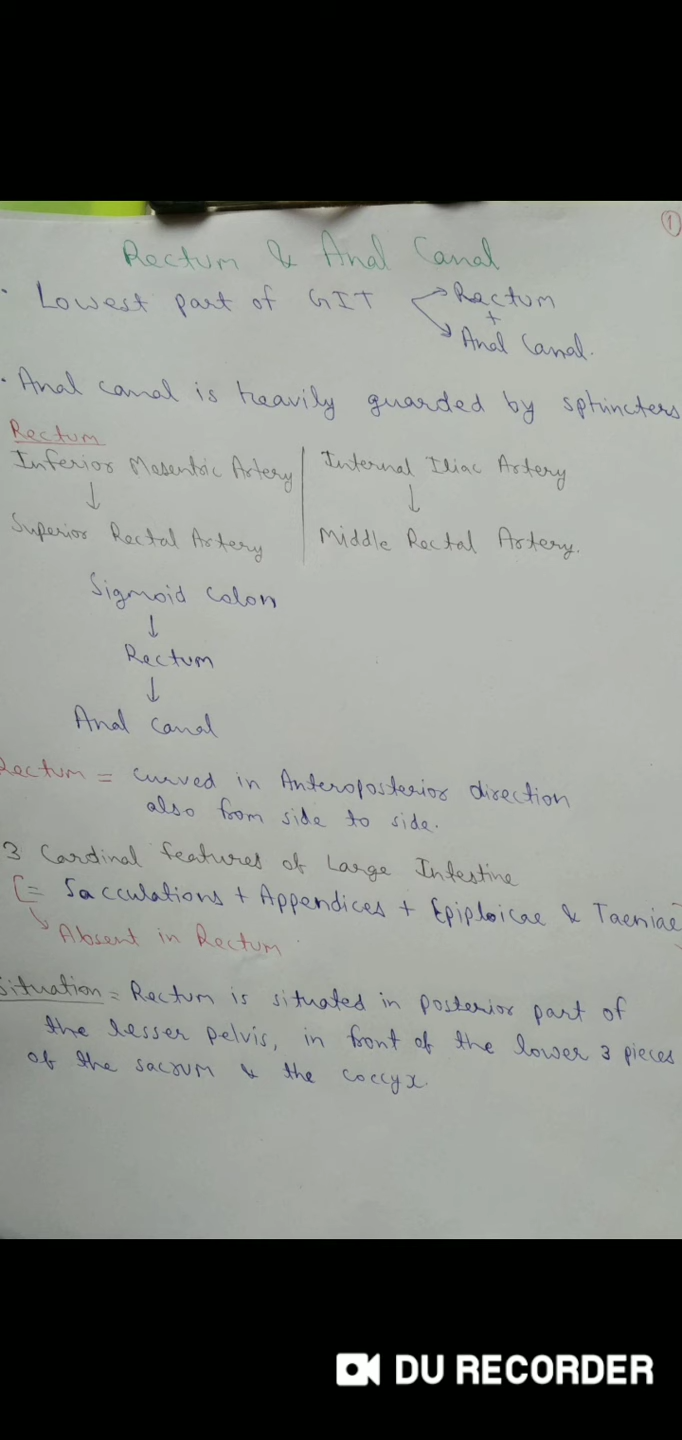 1
Rectum & Anal Canal
· Lowest part of GIT → Rectum
+
→ Anal Canal.
· Anal canal is heavily guarded by sphincters
Rectum
Inferior Mesentric Artery | Internal Iliac Artery
↓ ↓
Superior Rectal Artery | Middle Rectal Artery.
Sigmoid Colon
↓
Rectum
↓
Anal canal
Rectum = curved in Anteroposterior direction
also from side to side.
3 Cardinal features of Large Intestine
[= Sacculations + Appendices + Epiploicae & Taeniae]
↳ Absent in Rectum
Situation = Rectum is situated in posterior part of
the lesser pelvis, in front of the lower 3 pieces
of the sacrum & the coccyx.
DU RECORDER